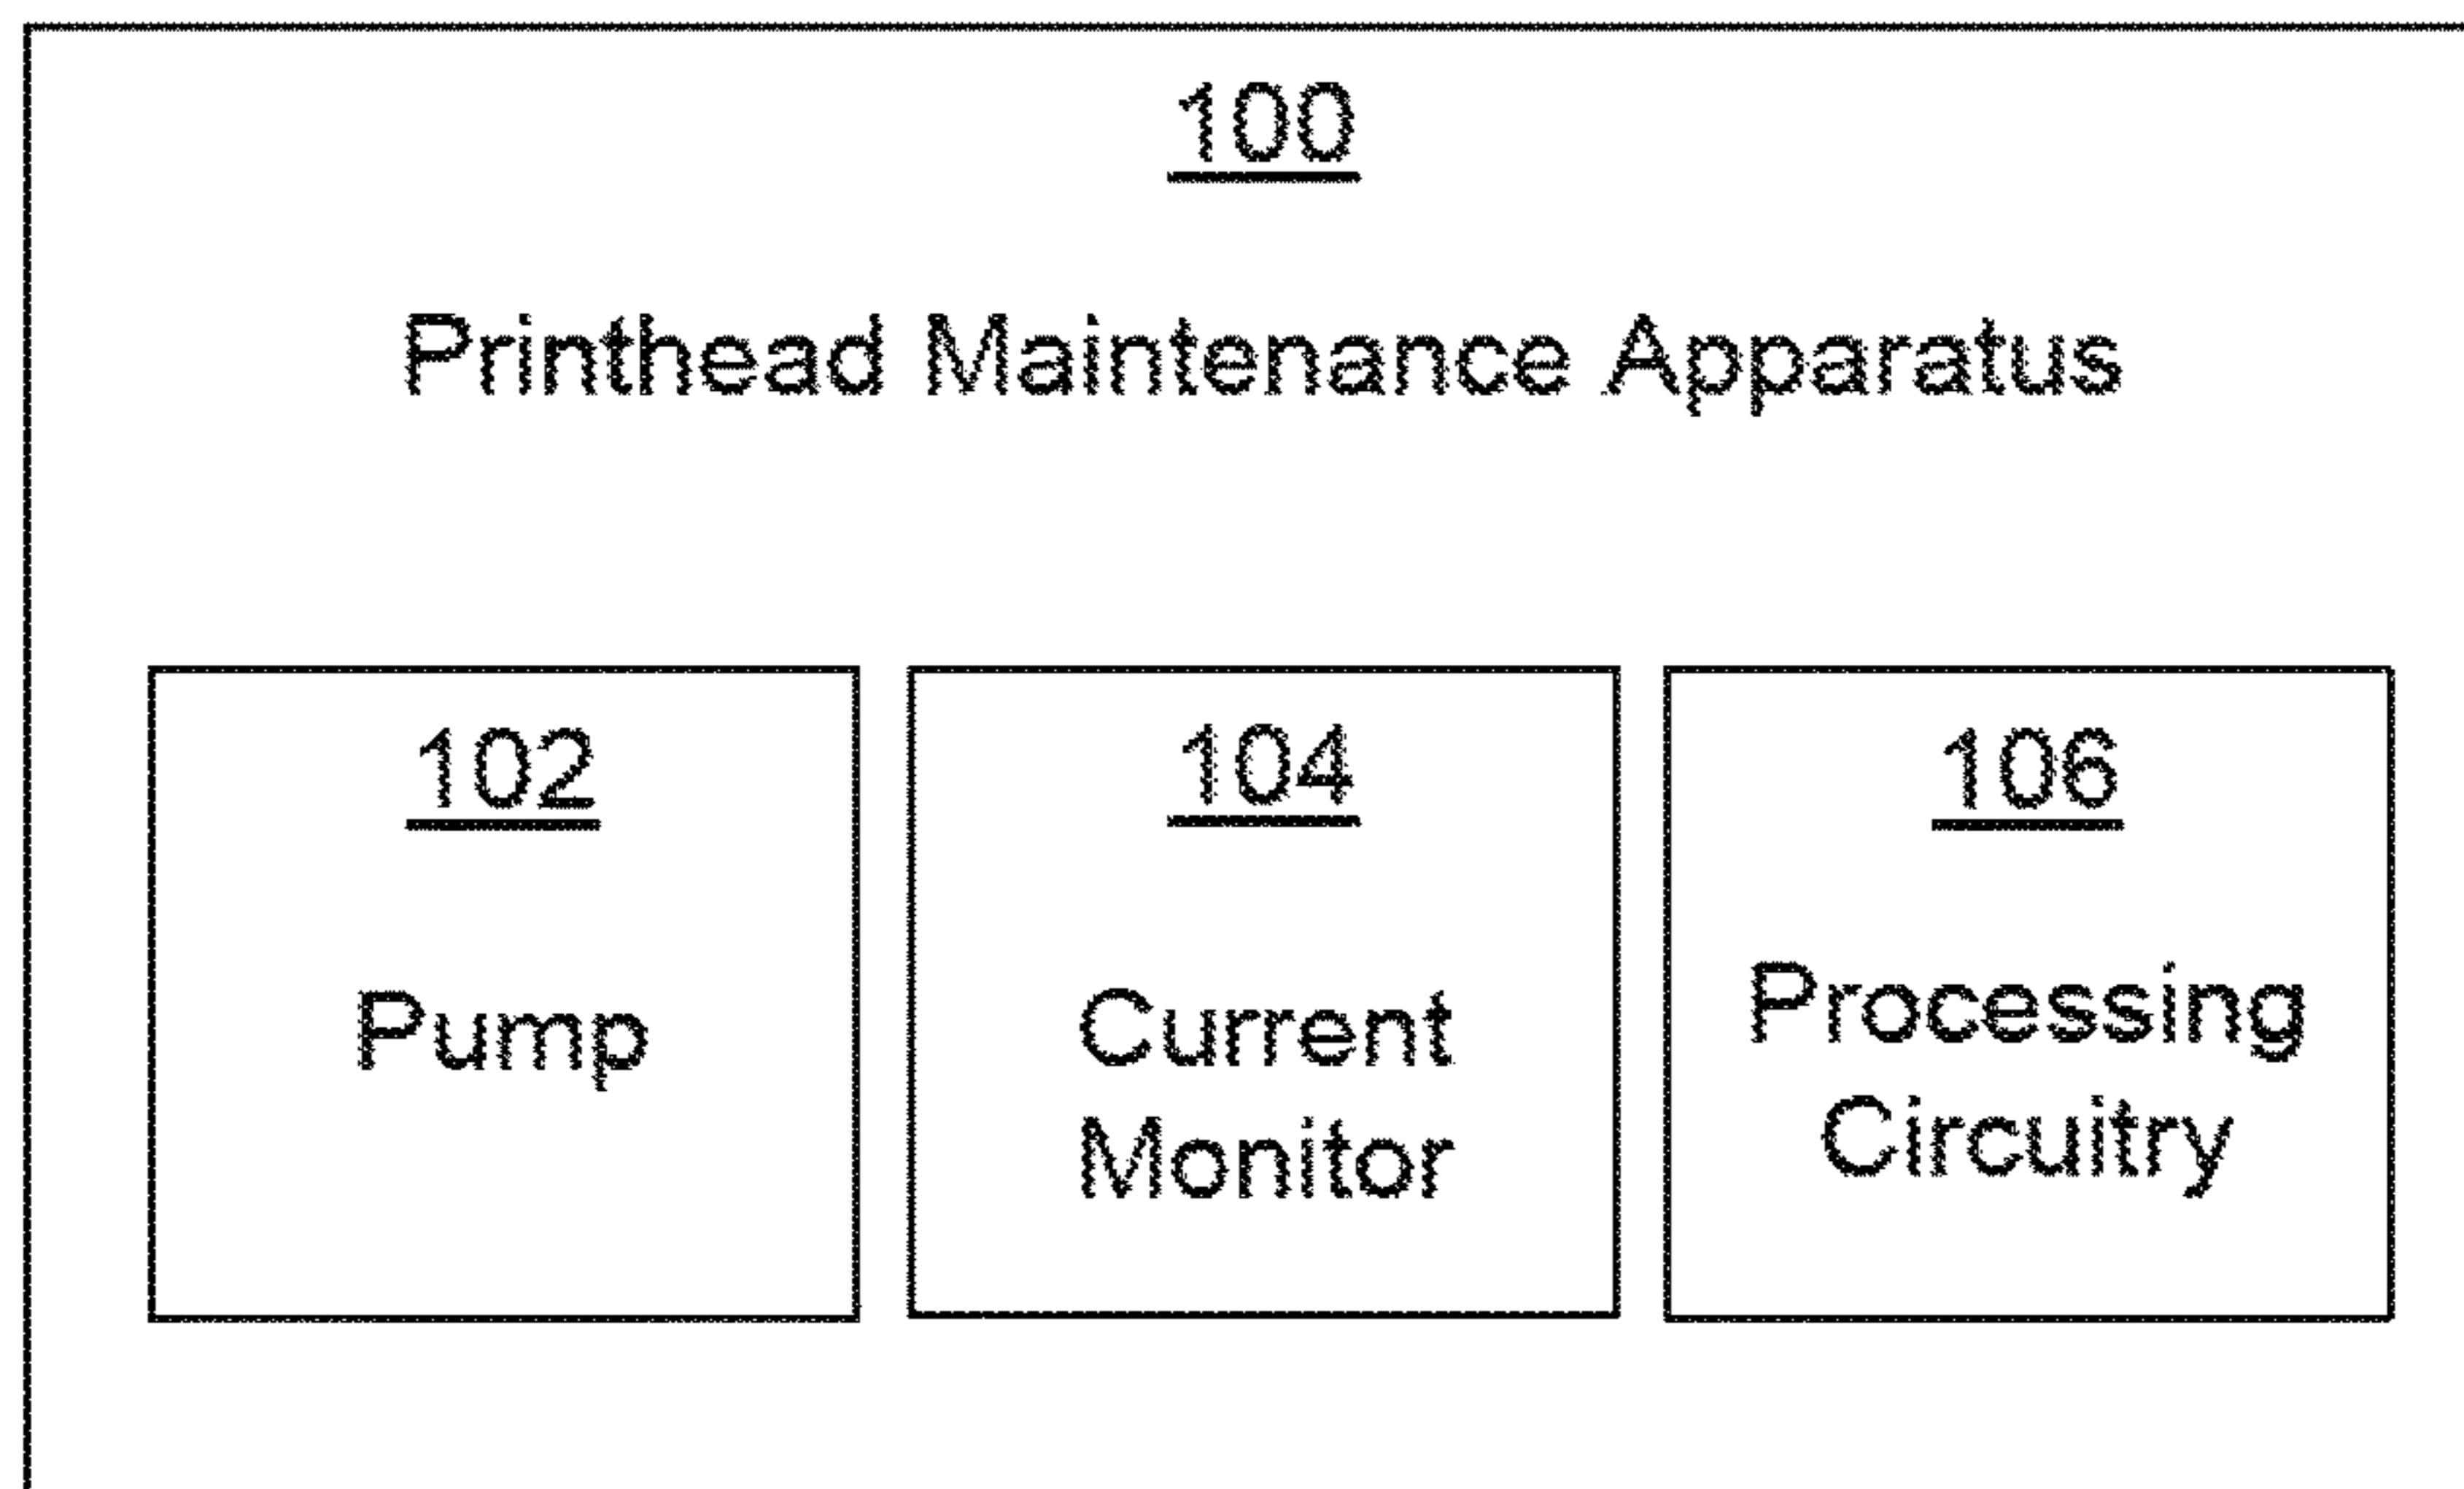 100
Printhead Maintenance Apparatus
102
Pump
104
Current
Monitor
106
Processing
Circuitry